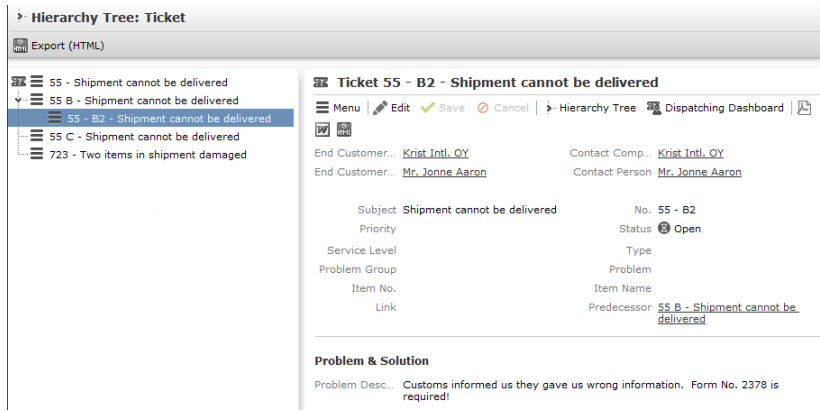 Hierarchy Tree: Ticket
HTML Export (HTML)
55 - Shipment cannot be delivered
55 B - Shipment cannot be delivered
55 - B2 - Shipment cannot be delivered
55 C - Shipment cannot be delivered
723 - Two items in shipment damaged
Ticket 55 - B2 - Shipment cannot be delivered
Menu Edit Save Cancel Hierarchy Tree Dispatching Dashboard
W HTML
End Customer... Krist Intl. OY Contact Comp... Krist Intl. OY
End Customer... Mr. Jonne Aaron Contact Person Mr. Jonne Aaron
Subject Shipment cannot be delivered No. 55 - B2
Priority Status Open
Service Level Type
Problem Group Problem
Item No. Item Name
Link Predecessor 55 B - Shipment cannot be
delivered
Problem & Solution
Problem Desc... Customs informed us they gave us wrong information. Form No. 2378 is
required!